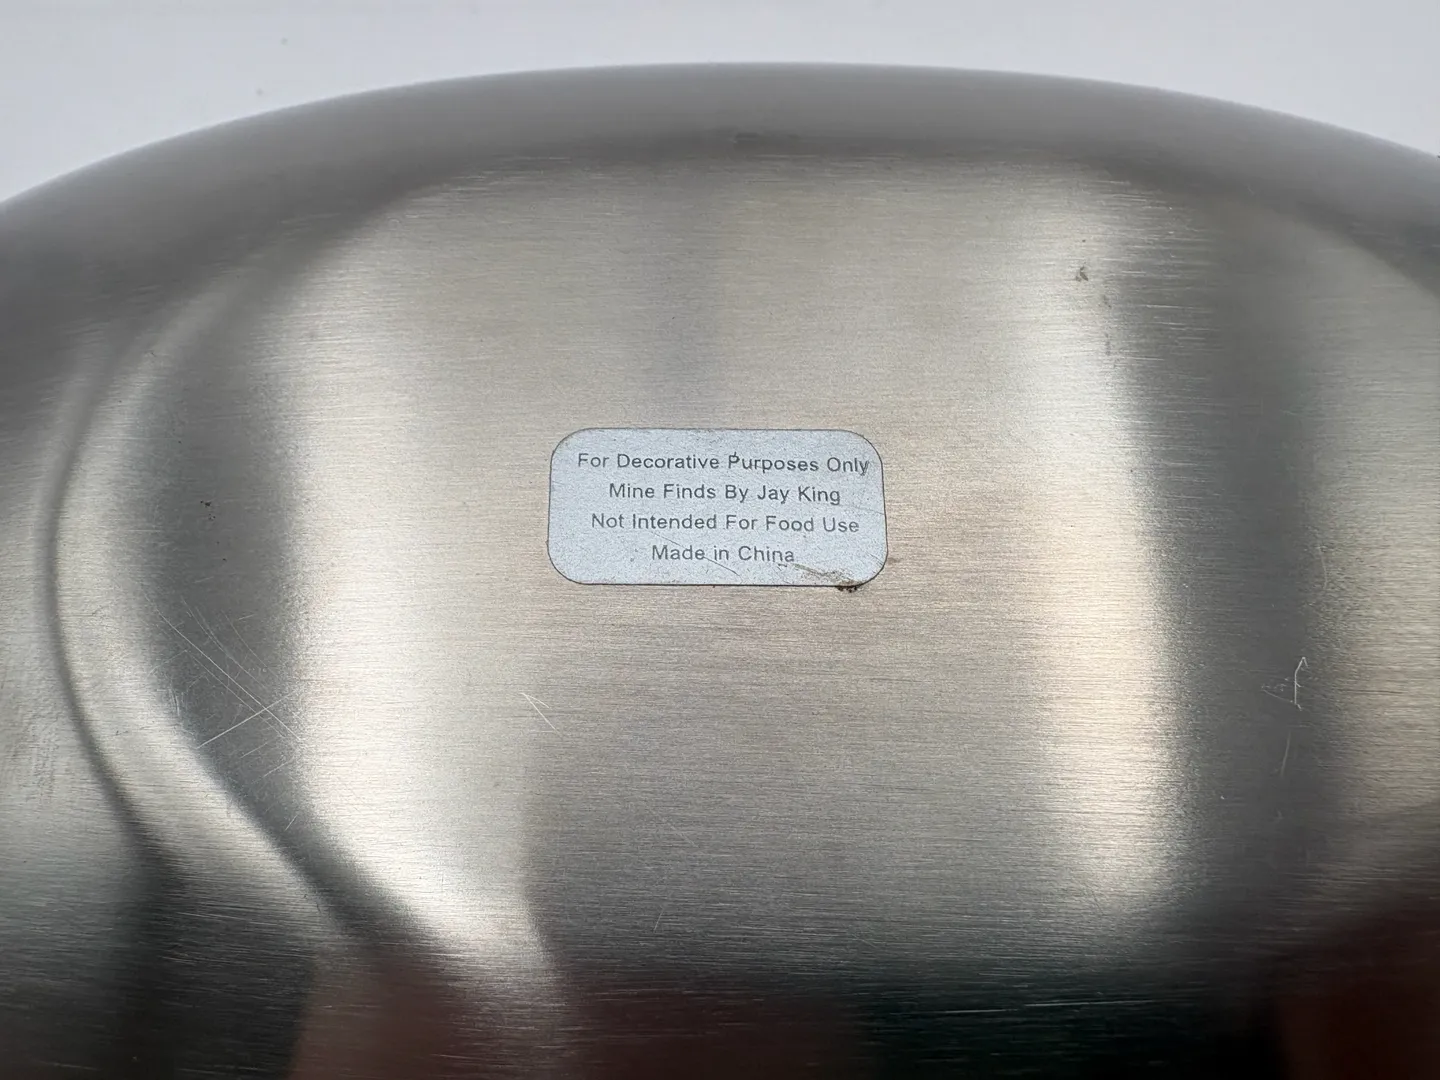 For Decorative Purposes Only
Mine Finds By Jay King
Not Intended For Food Use
Made in China